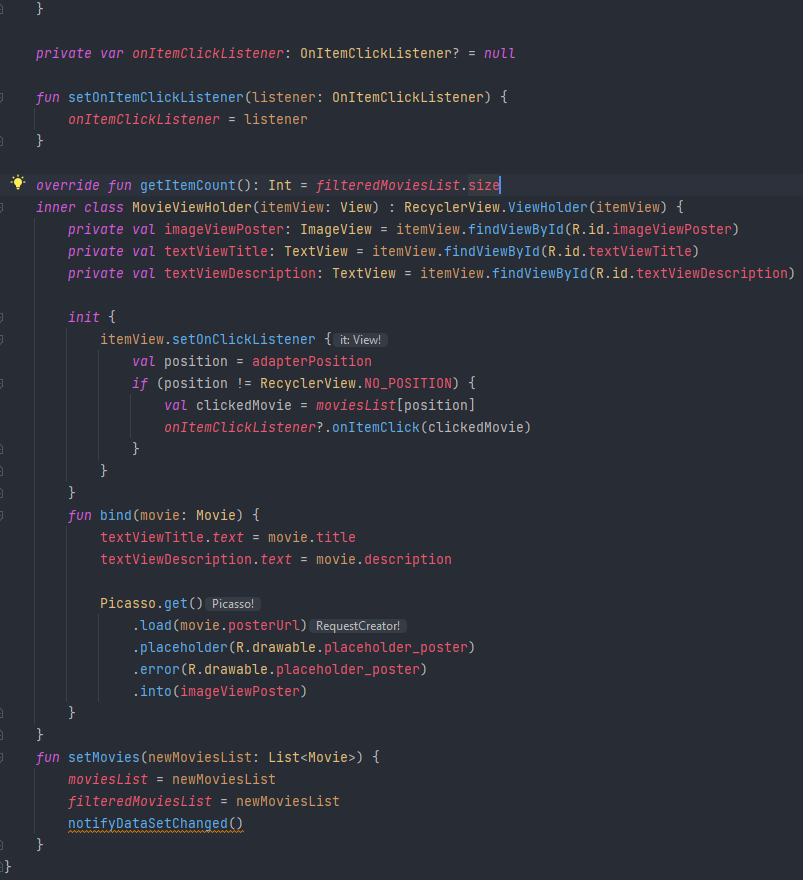 }

    private var onItemClickListener: OnItemClickListener? = null

    fun setOnItemClickListener(listener: OnItemClickListener) {
        onItemClickListener = listener
    }

    override fun getItemCount(): Int = filteredMoviesList.size
    inner class MovieViewHolder(itemView: View) : RecyclerView.ViewHolder(itemView) {
        private val imageViewPoster: ImageView = itemView.findViewById(R.id.imageViewPoster)
        private val textViewTitle: TextView = itemView.findViewById(R.id.textViewTitle)
        private val textViewDescription: TextView = itemView.findViewById(R.id.textViewDescription)

        init {
            itemView.setOnClickListener { it: View!
                val position = adapterPosition
                if (position != RecyclerView.NO_POSITION) {
                    val clickedMovie = moviesList[position]
                    onItemClickListener?.onItemClick(clickedMovie)
                }
            }
        }
        fun bind(movie: Movie) {
            textViewTitle.text = movie.title
            textViewDescription.text = movie.description

            Picasso.get() Picasso!
                .load(movie.posterUrl) RequestCreator!
                .placeholder(R.drawable.placeholder_poster)
                .error(R.drawable.placeholder_poster)
                .into(imageViewPoster)
        }
    }
    fun setMovies(newMoviesList: List<Movie>) {
        moviesList = newMoviesList
        filteredMoviesList = newMoviesList
        notifyDataSetChanged()
    }
}